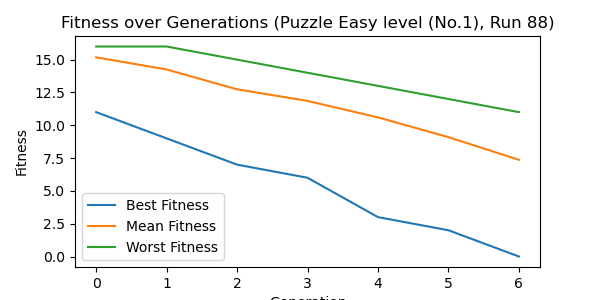 Fitness over Generations (Puzzle Easy level (No.1), Run 88)
Fitness
15.0
12.5
10.0
7.5
5.0
2.5
0.0
Best Fitness
Mean Fitness
Worst Fitness
0 1 2 3 4 5 6
Generation